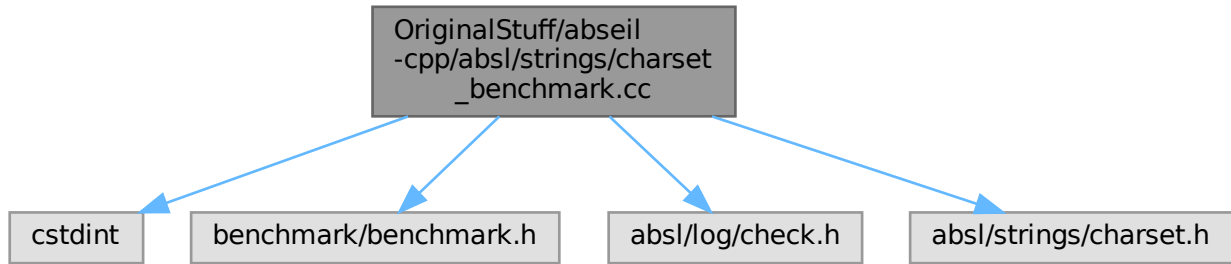 OriginalStuff/abseil
-cpp/absl/strings/charset
_benchmark.cc
cstdint
benchmark/benchmark.h
absl/log/check.h
absl/strings/charset.h